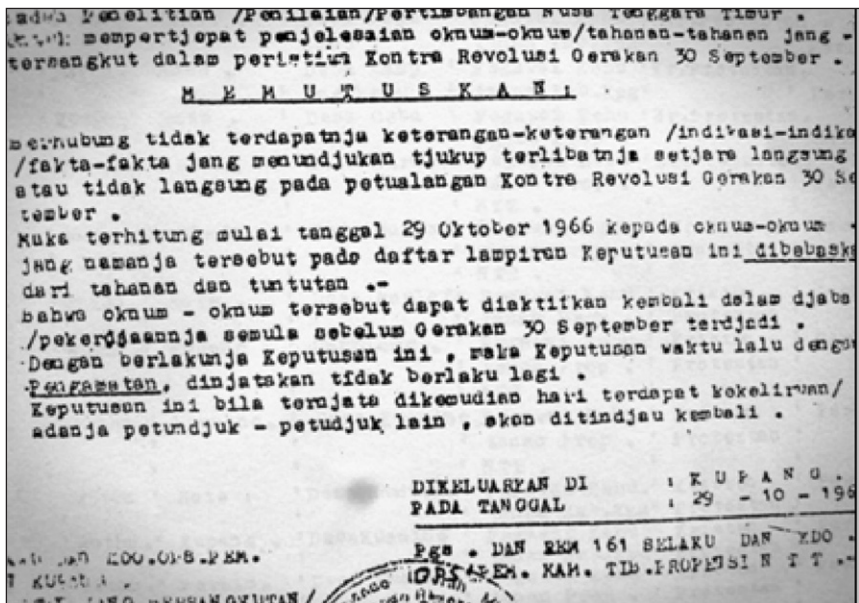 Penelitian /Penilaian/Pertimbangan Nusa Tenggara Timur .
mempertjepat penjelesaian oknum-oknum/tahanan-tahanan jang -
tersangkut dalam peristiwa Kontra Revolusi Gerakan 30 September .
M E M U T U S K A N :
berhubung tidak terdapatnja keterangan-keterangan /indikasi-indika
/fakta-fakta jang menundjukan tjukup terlibatnja setjara langsung
atau tidak langsung pada petualangan Kontra Revolusi Gerakan 30 Se
tember .
Maka terhitung mulai tanggal 29 Oktober 1966 kepada oknum-oknum -
jang namanja tersebut pada daftar lampiran Keputusan ini dibebaska
dari tahanan dan tuntutan .-
bahwa oknum - oknum tersebut dapat diaktifkan kembali dalam djaba
/pekerdjaannja semula sebelum Gerakan 30 September terdjadi .
Dengan berlakunja Keputusan ini , maka Keputusan waktu lalu dengan
Pengamatan, dinjatakan tidak berlaku lagi .
Keputusan ini bila ternjata dikemudian hari terdapat kekeliruan/
adanja petundjuk - petudjuk lain , akan ditindjau kembali .
DIKELUARKAN DI : K U P A N G .
PADA TANGGAL : 29 - 10 - 196
Pgs . DAN REM 161 SELAKU DAN KDO .
PEM. KAM. TIB .PROPINSI N T T .-